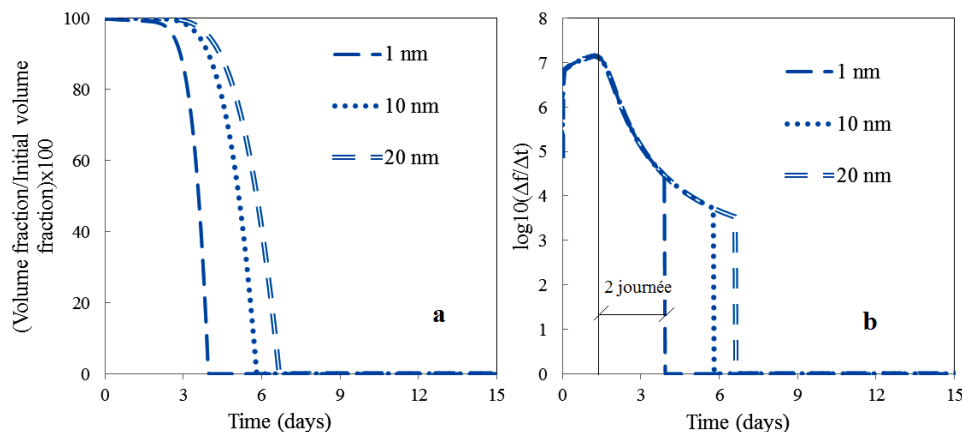 (Volume fraction/Initial volume
fraction)x100
100
80
60
40
20
0
0
3
6
9
12
15
Time (days)
1 nm
10 nm
20 nm
a
log10(Δf/Δt)
8
7
6
5
4
3
2
1
0
0
3
6
9
12
15
Time (days)
1 nm
10 nm
20 nm
2 journée
b